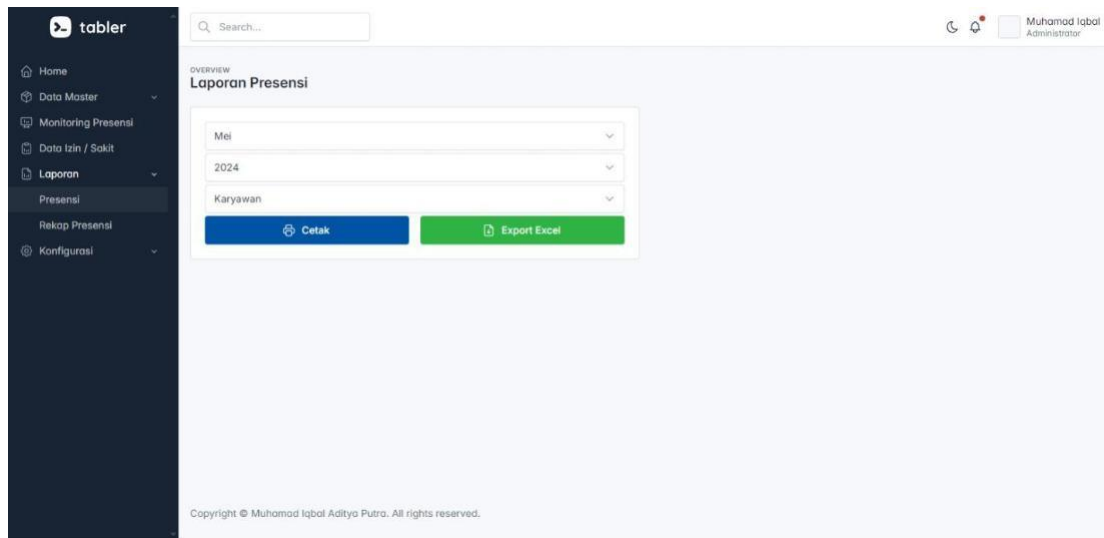 tabler
Search...
Muhamad Iqbal
Administrator
Home
Data Master
Monitoring Presensi
Data Izin / Sakit
Laporan
Presensi
Rekap Presensi
Konfigurasi
OVERVIEW
Laporan Presensi
Mei
2024
Karyawan
Cetak
Export Excel
Copyright © Muhamad Iqbal Aditya Putra. All rights reserved.